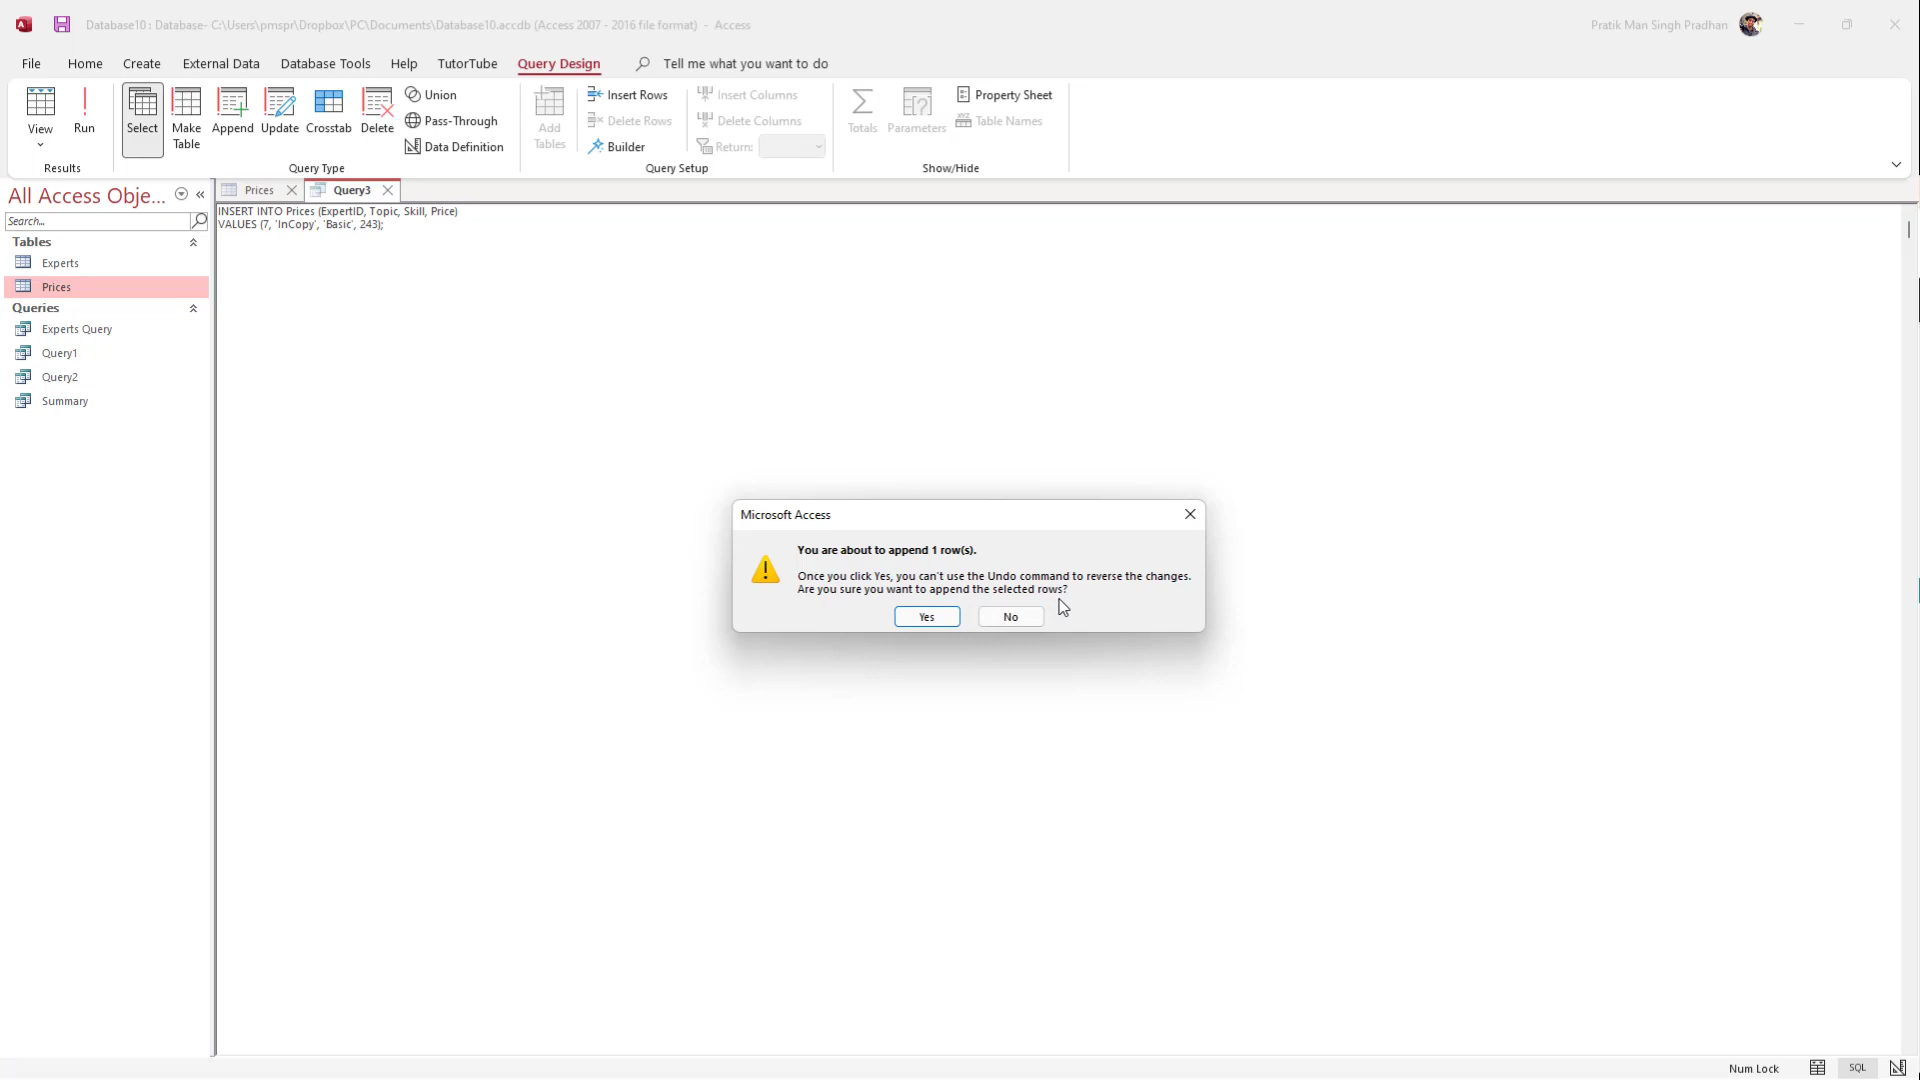 Database10 : Database- C:\Users\pmspr\Dropbox\PC\Documents\Database10.accdb (Access 2007 - 2016 file format) - Access
Pratik Man Singh Pradhan
File Home Create External Data Database Tools Help TutorTube Query Design Tell me what you want to do
View
Run
Results
Select
Make Table
Append
Update
Crosstab
Delete
Union
Pass-Through
Data Definition
Query Type
Add Tables
Insert Rows
Delete Rows
Builder
Insert Columns
Delete Columns
Return:
Query Setup
Totals
Parameters
Property Sheet
Table Names
Show/Hide
All Access Obje...
Search...
Tables
Experts
Prices
Queries
Experts Query
Query1
Query2
Summary
Prices
Query3
INSERT INTO Prices (ExpertID, Topic, Skill, Price)
VALUES (7, 'InCopy', 'Basic', 243);
Microsoft Access
You are about to append 1 row(s).
Once you click Yes, you can't use the Undo command to reverse the changes.
Are you sure you want to append the selected rows?
Yes
No
Num Lock
SQL